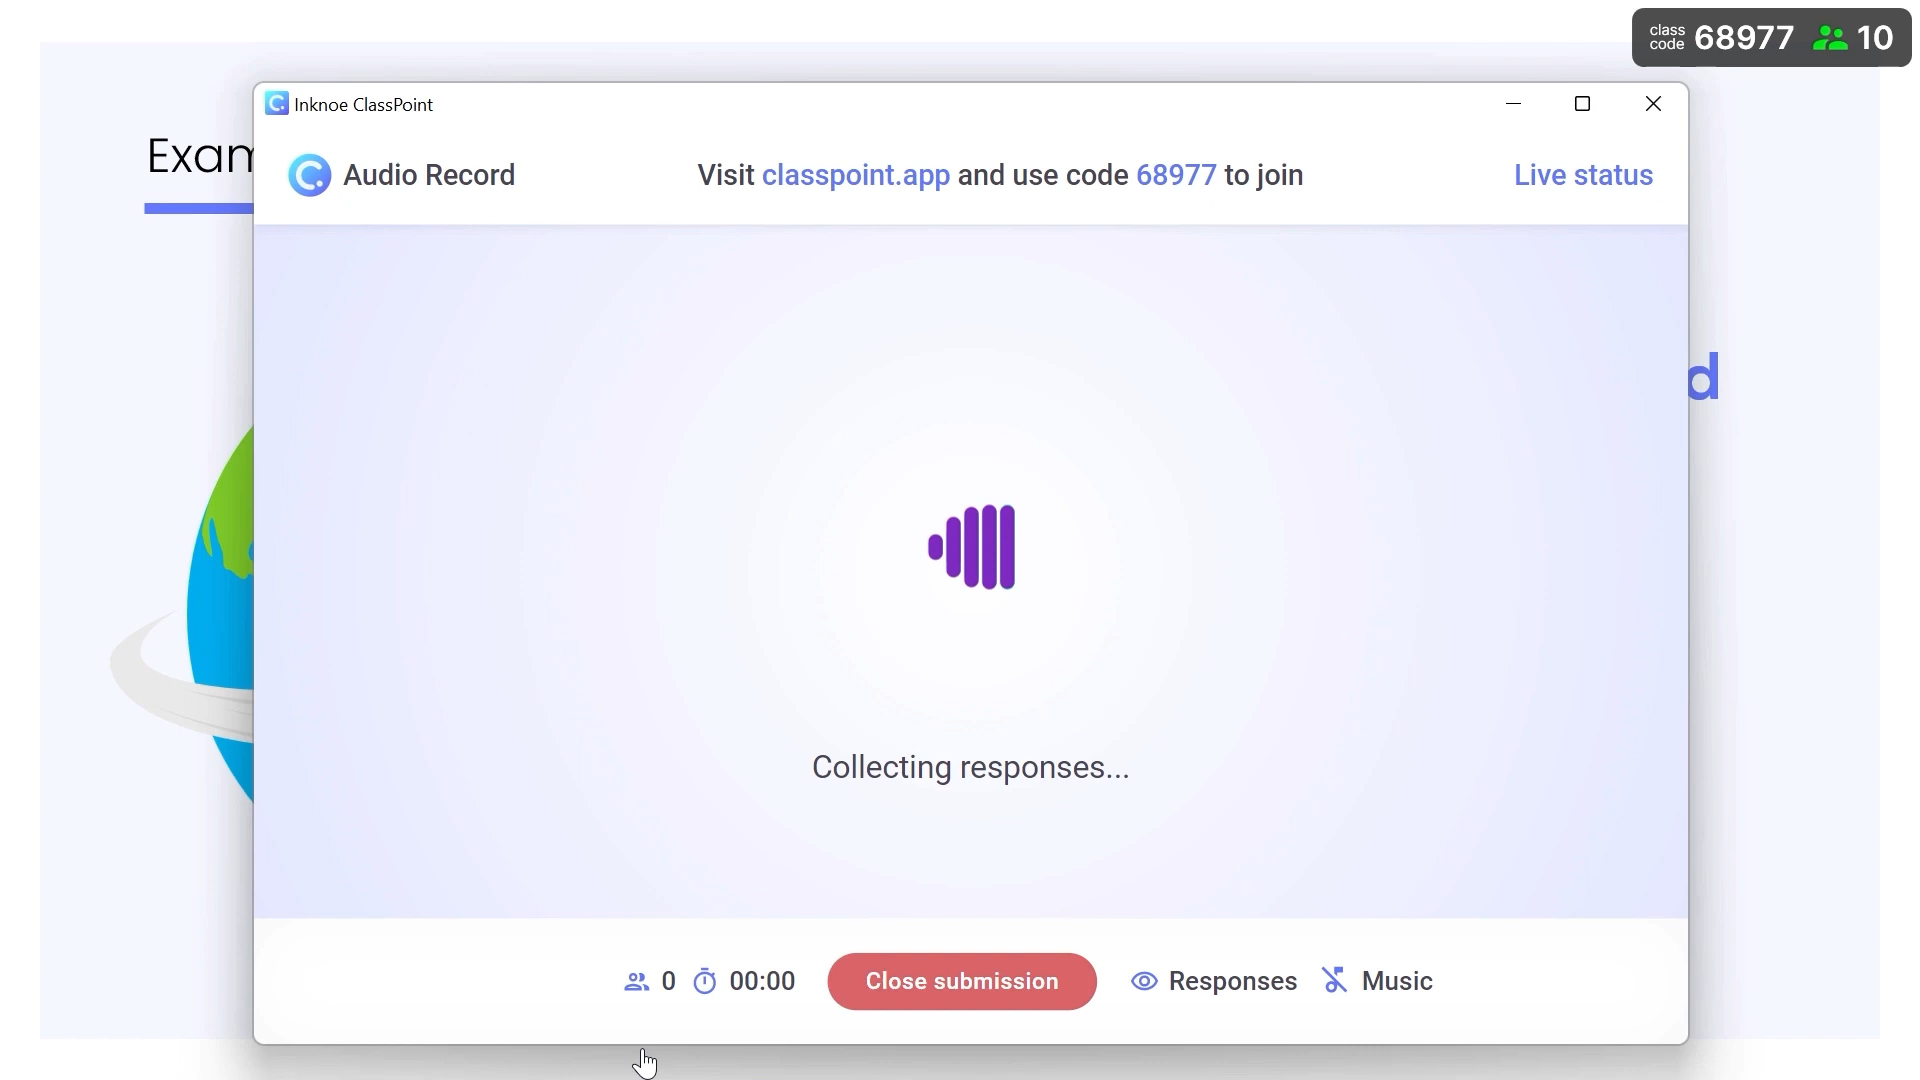 class
code 68977 10
Inknoe ClassPoint
Exam
Audio Record
Visit classpoint.app and use code 68977 to join
Live status
d
Collecting responses...
0 00:00 Close submission Responses Music